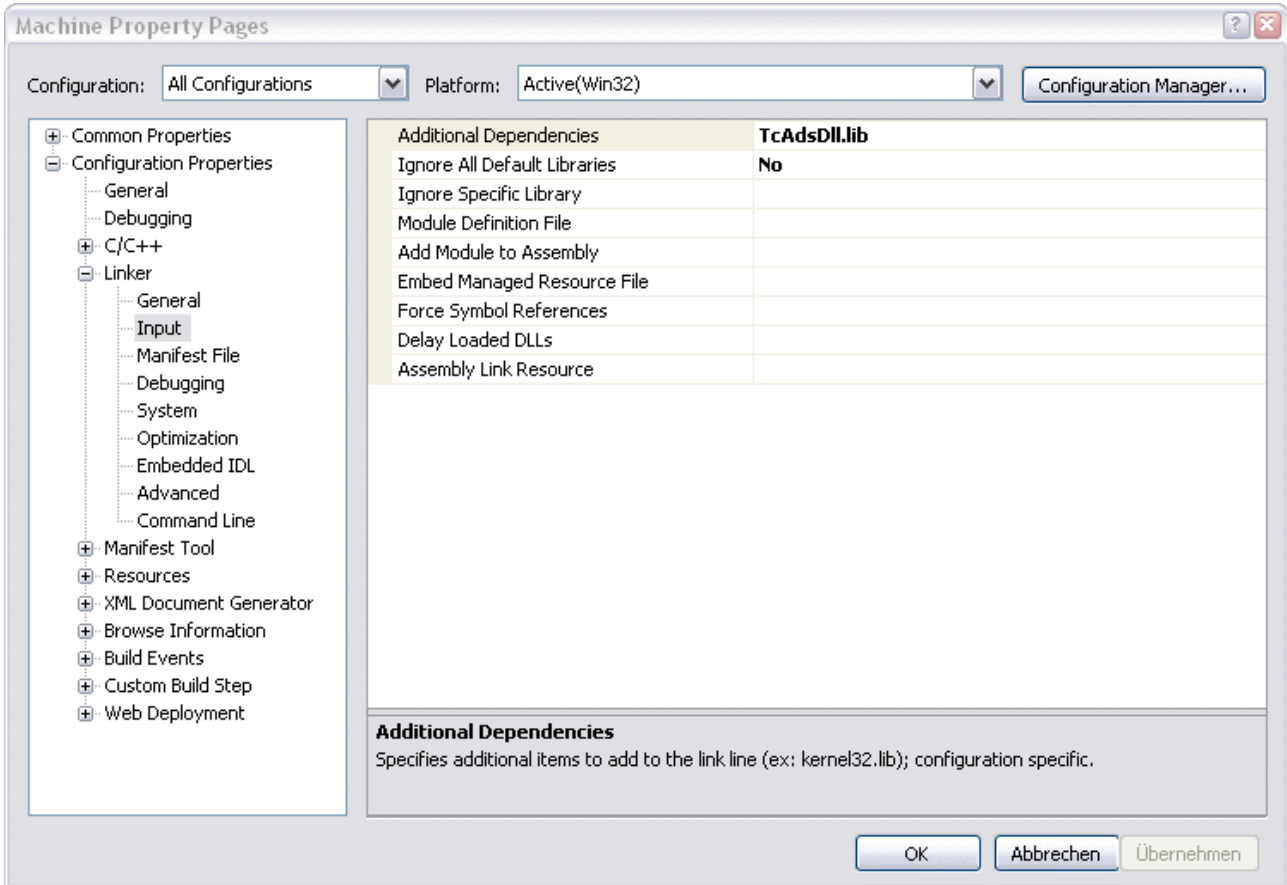 Machine Property Pages
Configuration: All Configurations Platform: Active(Win32) Configuration Manager...
Common Properties
Configuration Properties
General
Debugging
C/C++
Linker
General
Input
Manifest File
Debugging
System
Optimization
Embedded IDL
Advanced
Command Line
Manifest Tool
Resources
XML Document Generator
Browse Information
Build Events
Custom Build Step
Web Deployment
Additional Dependencies TcAdsDll.lib
Ignore All Default Libraries No
Ignore Specific Library
Module Definition File
Add Module to Assembly
Embed Managed Resource File
Force Symbol References
Delay Loaded DLLs
Assembly Link Resource
Additional Dependencies
Specifies additional items to add to the link line (ex: kernel32.lib); configuration specific.
OK Abbrechen Übernehmen